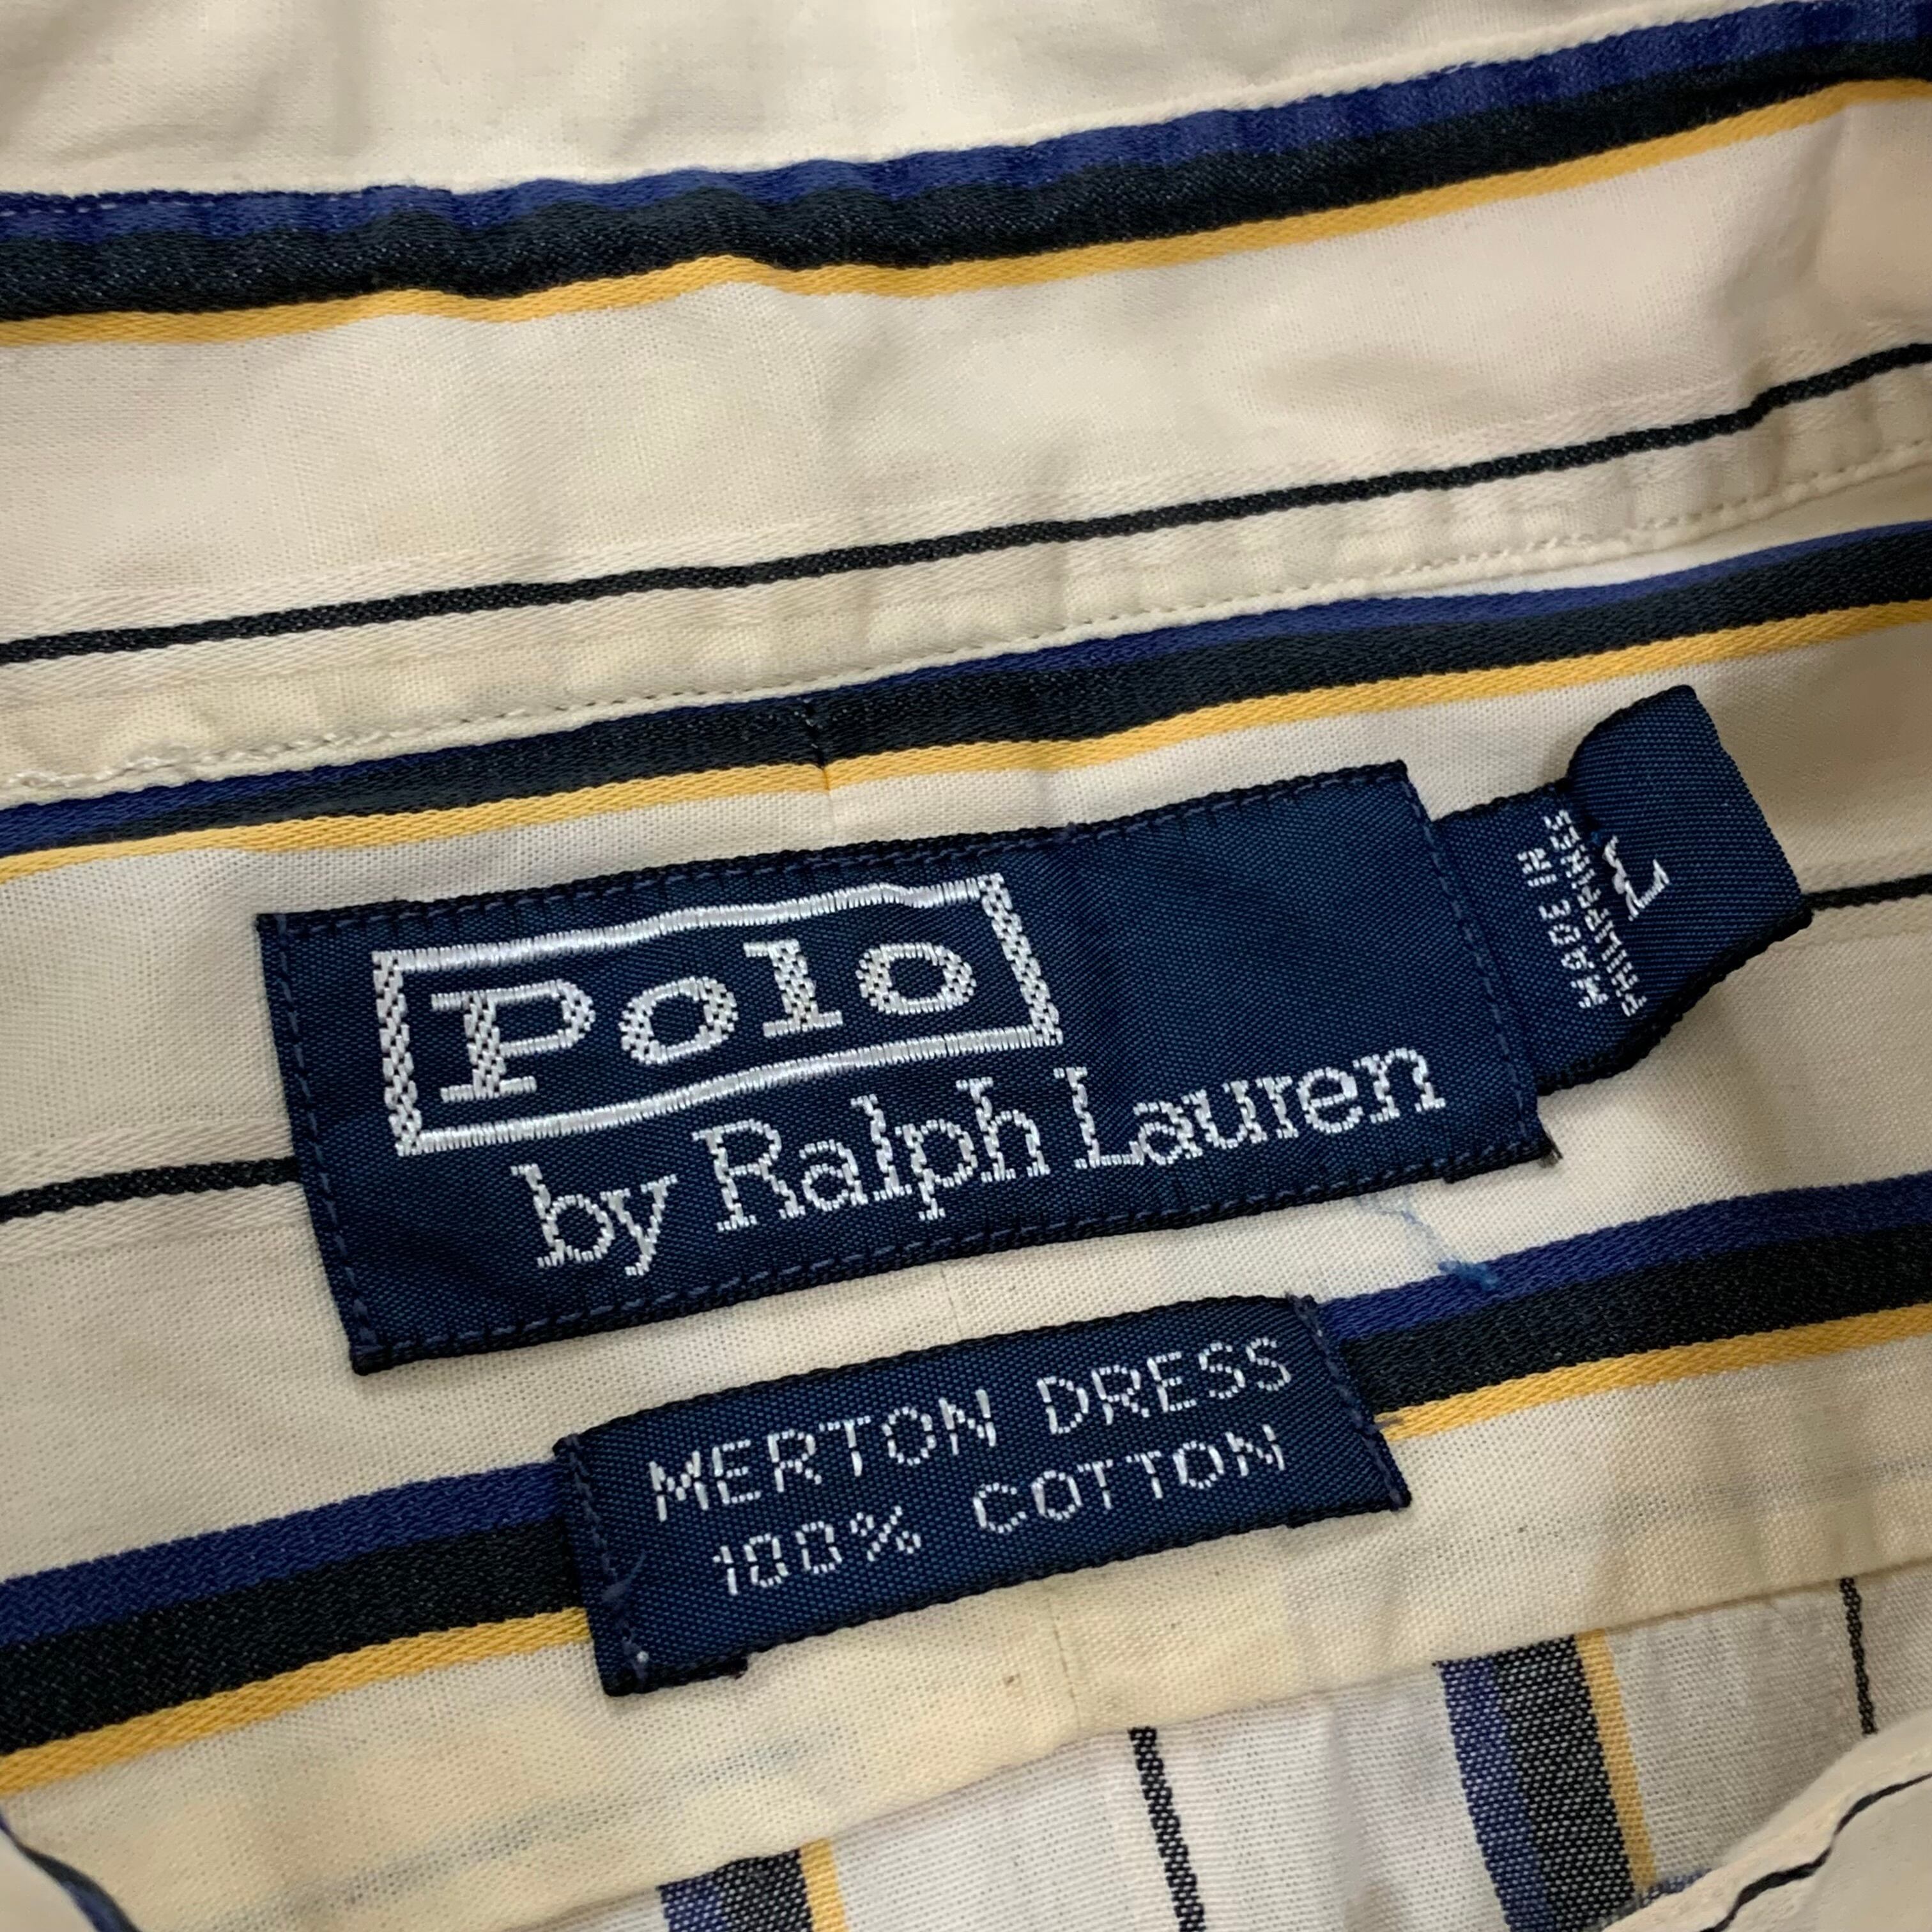 Polo
by Ralph Lauren
L
MADE IN
PHILIPPINES
MERTON DRESS
100% COTTON